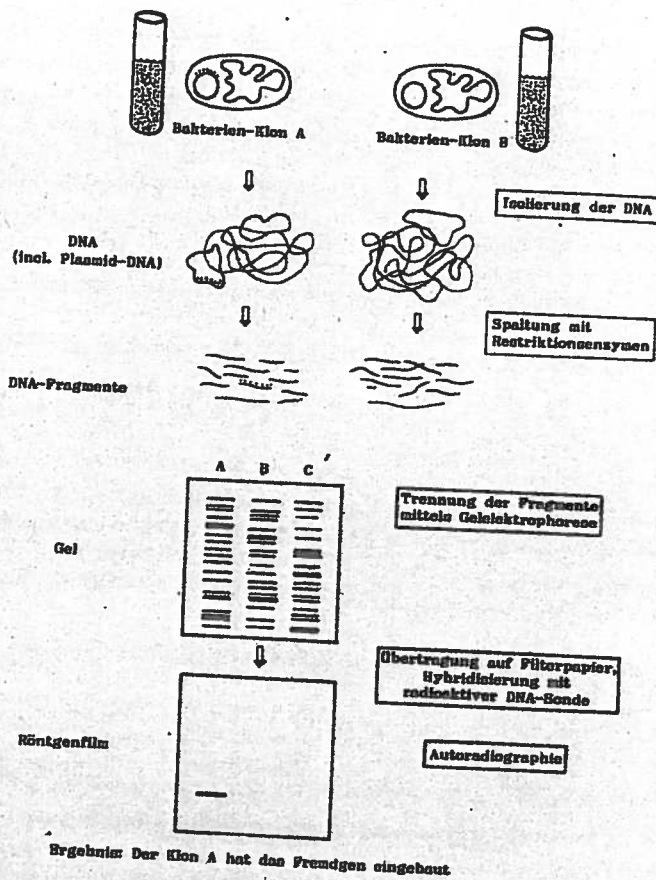 Bakterien-Klon A
Bakterien-Klon B
Isolierung der DNA
DNA
(incl. Plasmid-DNA)
Spaltung mit
Restriktionsenzymen
DNA-Fragmente
A B C
Trennung der Fragmente
mittels Gelelektrophorese
Gel
Übertragung auf Filterpapier,
Hybridisierung mit
radioaktiver DNA-Sonde
Röntgenfilm
Autoradiographie
Ergebnis: Der Klon A hat das Fremdgen eingebaut